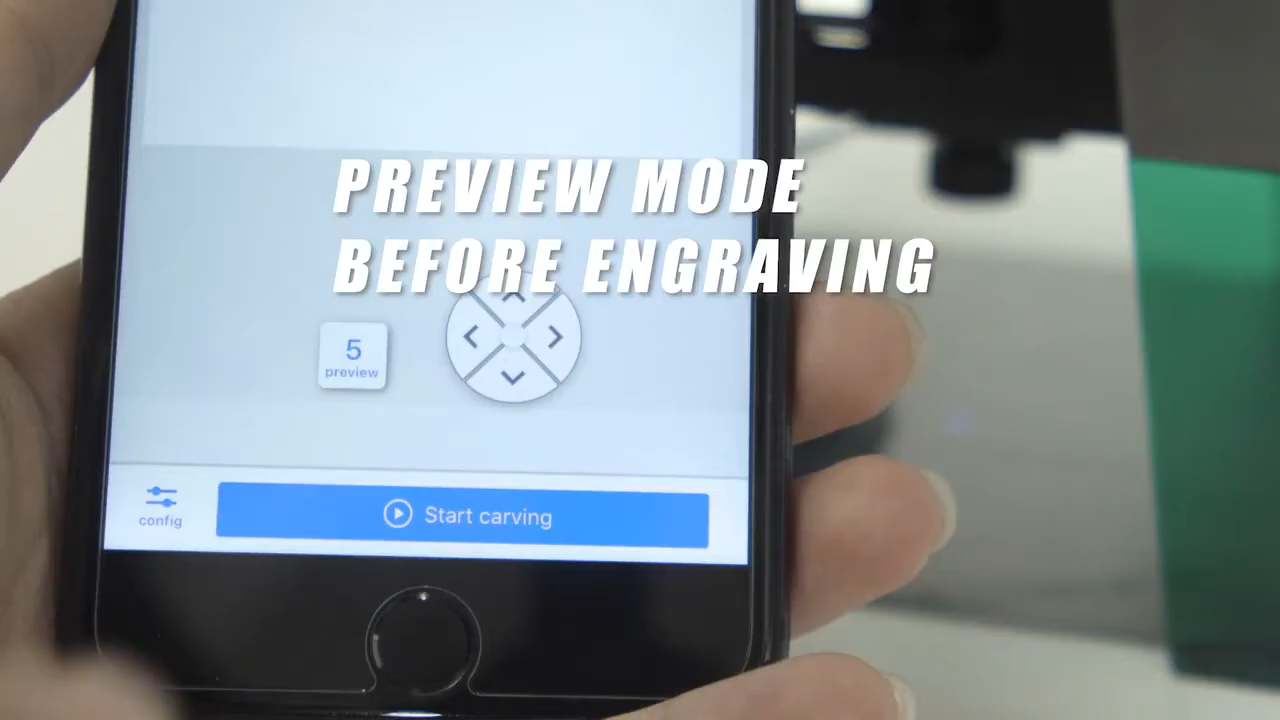 PREVIEW MODE
BEFORE ENGRAVING
5
preview
config
Start carving